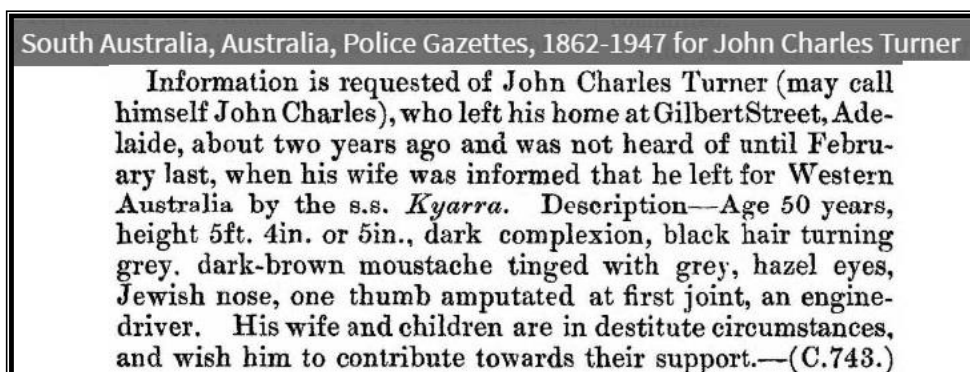 South Australia, Australia, Police Gazettes, 1862-1947 for John Charles Turner
Information is requested of John Charles Turner (may call
himself John Charles), who left his home at Gilbert Street, Ade-
laide, about two years ago and was not heard of until Febru-
ary last, when his wife was informed that he left for Western
Australia by the s.s. Kyarra. Description—Age 50 years,
height 5ft. 4in. or 5in., dark complexion, black hair turning
grey. dark-brown moustache tinged with grey, hazel eyes,
Jewish nose, one thumb amputated at first joint, an engine-
driver. His wife and children are in destitute circumstances,
and wish him to contribute towards their support.—(C.743.)